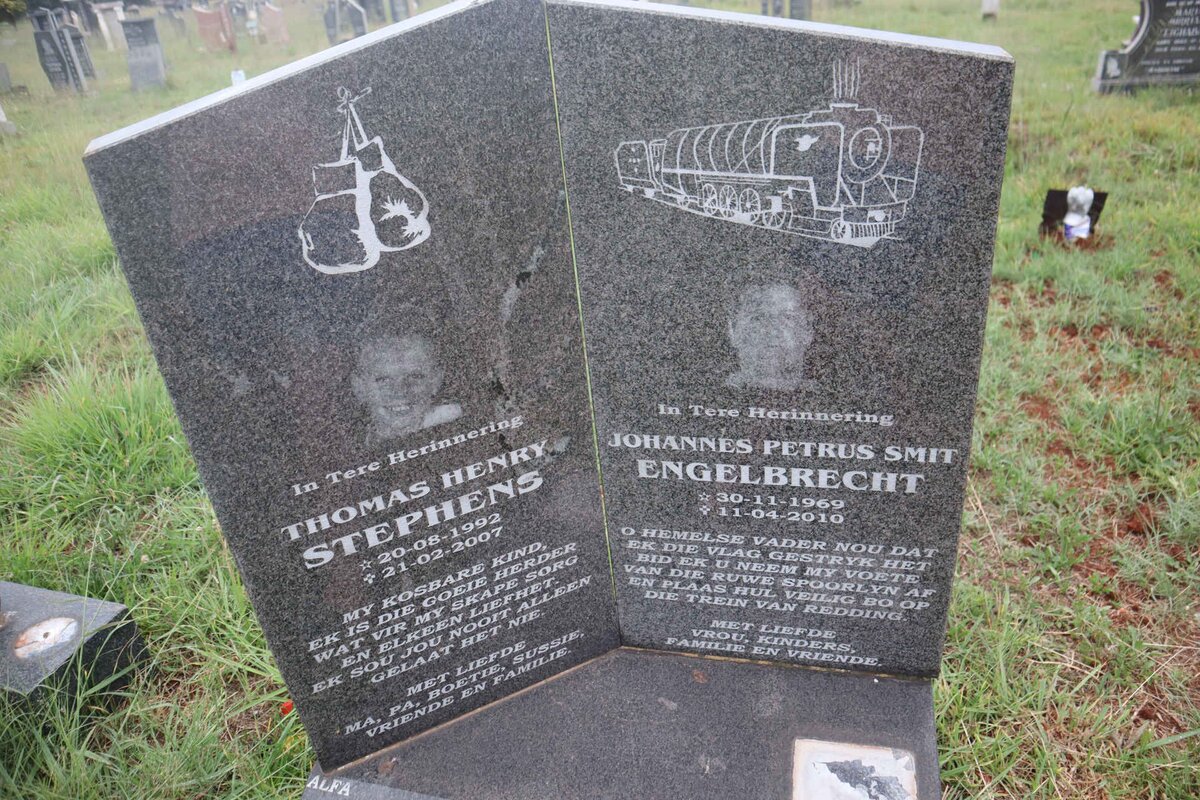 In Tere Herinnering
THOMAS HENRY
STEPHENS
☆ 20-08-1992
✝ 21-02-2007
MY KOSBARE KIND,
EK IS DIE GOEIE HERDER
WAT VIR MY SKAPE SORG
EN ELKEEN LIEFHET.
EK SOU JOU NOOIT ALLEEN
GELAAT HET NIE.
MET LIEFDE
MA, PA, BOETIE, SUSSIE,
VRIENDE EN FAMILIE.
In Tere Herinnering
JOHANNES PETRUS SMIT
ENGELBRECHT
☆ 30-11-1969
✝ 11-04-2010
O HEMELSE VADER NOU DAT
EK DIE VLAG GESTRYK HET
BID EK U NEEM MY VOETE
VAN DIE RUWE SPOORLYN AF
EN PLAAS HUL VEILIG BO OP
DIE TREIN VAN REDDING.
MET LIEFDE
VROU, KINDERS,
FAMILIE EN VRIENDE.
ALFA